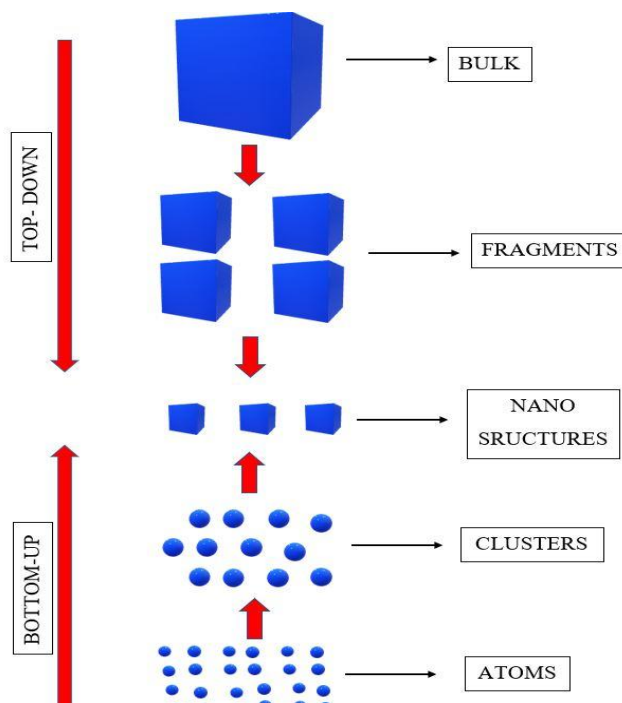 BULK
TOP- DOWN
FRAGMENTS
NANO
SRUCTURES
CLUSTERS
BOTTOM-UP
ATOMS